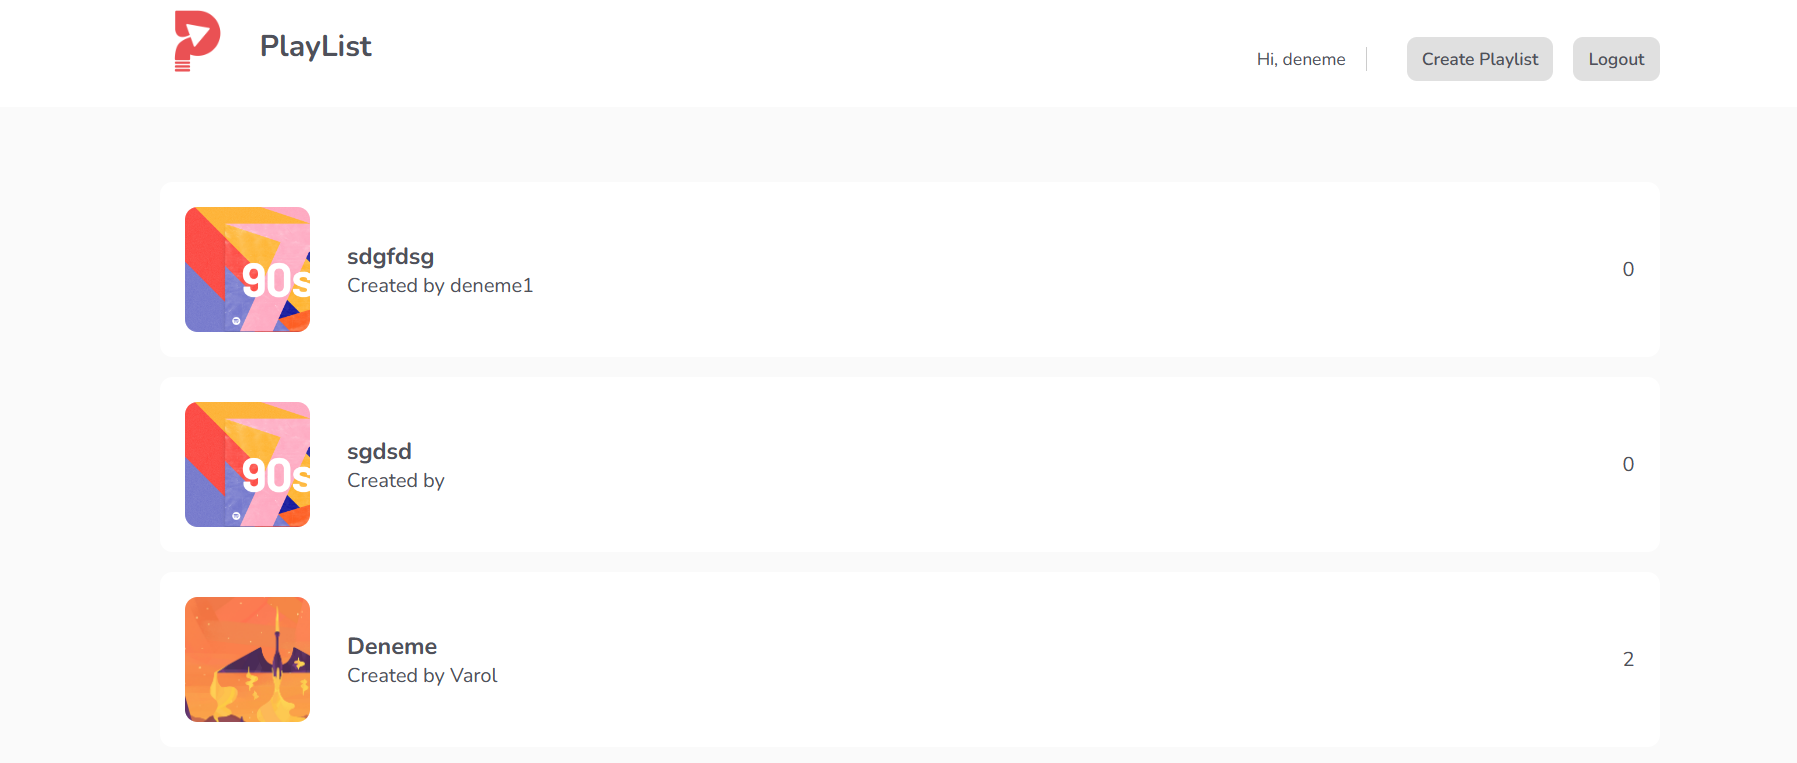 PlayList
Hi, deneme
Create Playlist
Logout
90s
sdgfdsg
Created by deneme1
0
90s
sgdsd
Created by
0
Deneme
Created by Varol
2